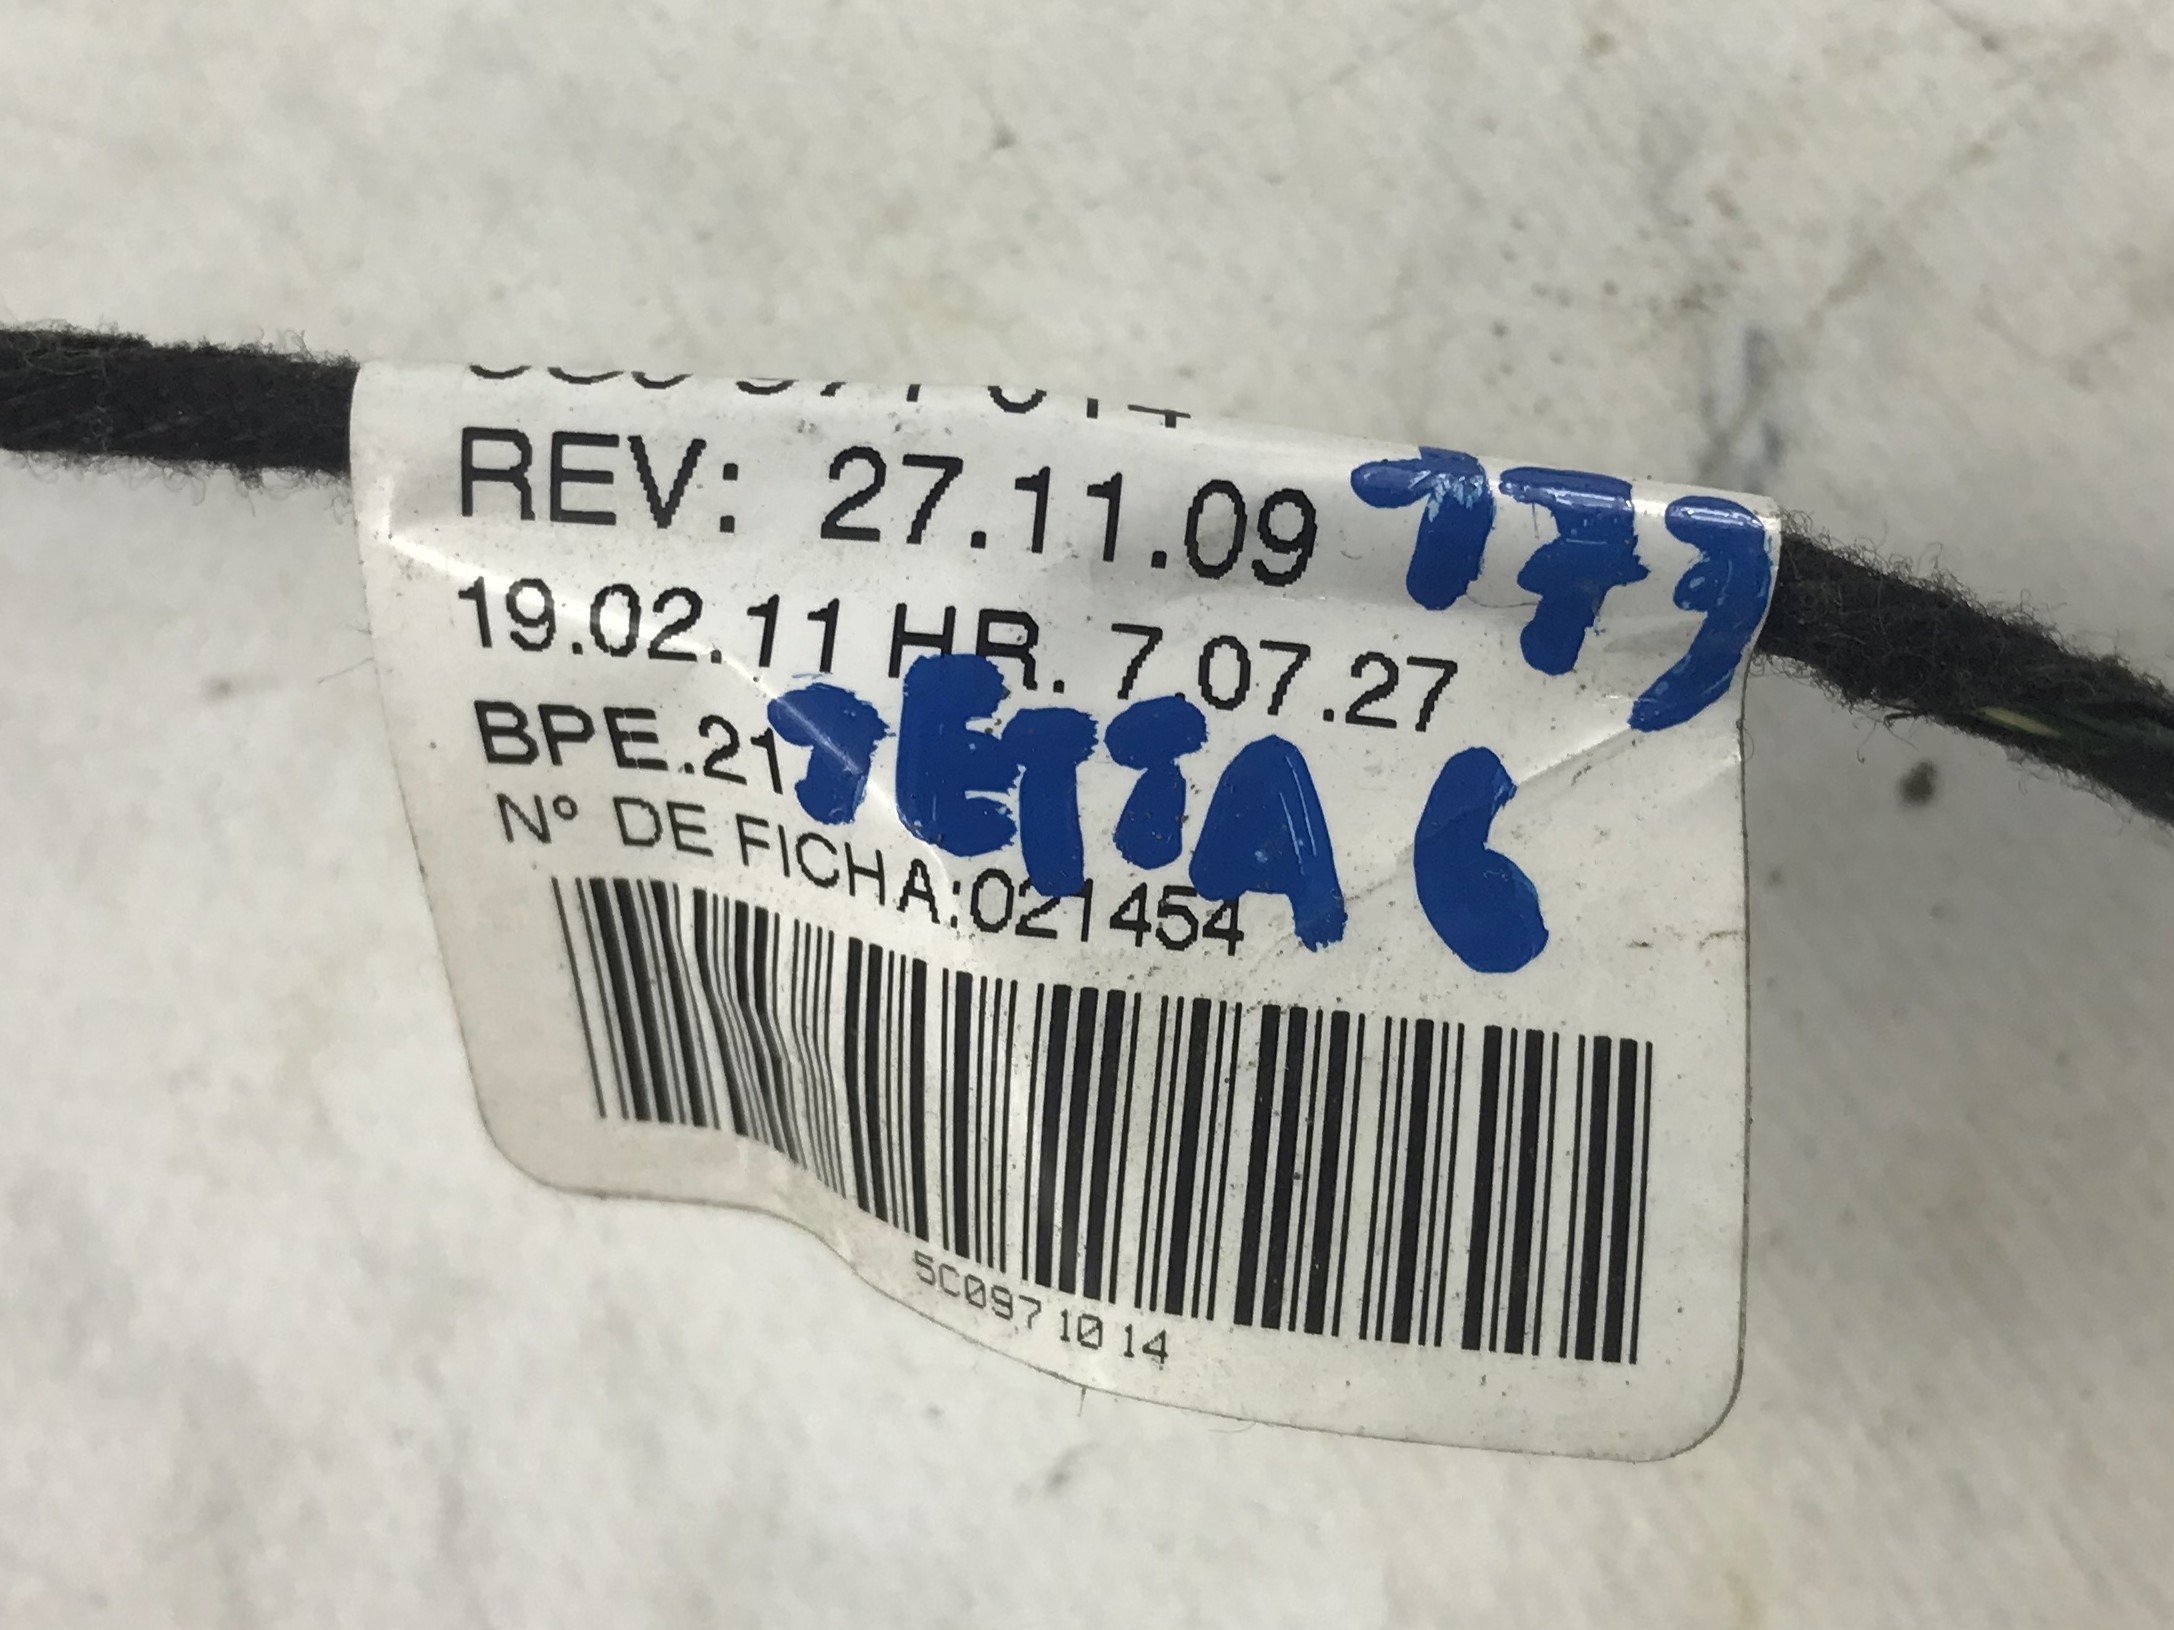 REV: 27.11.09
179
19.02.11 HR. 7.07.27
BPE.21
JETTA 6
Nº DE FICHA:021454
5C0971014